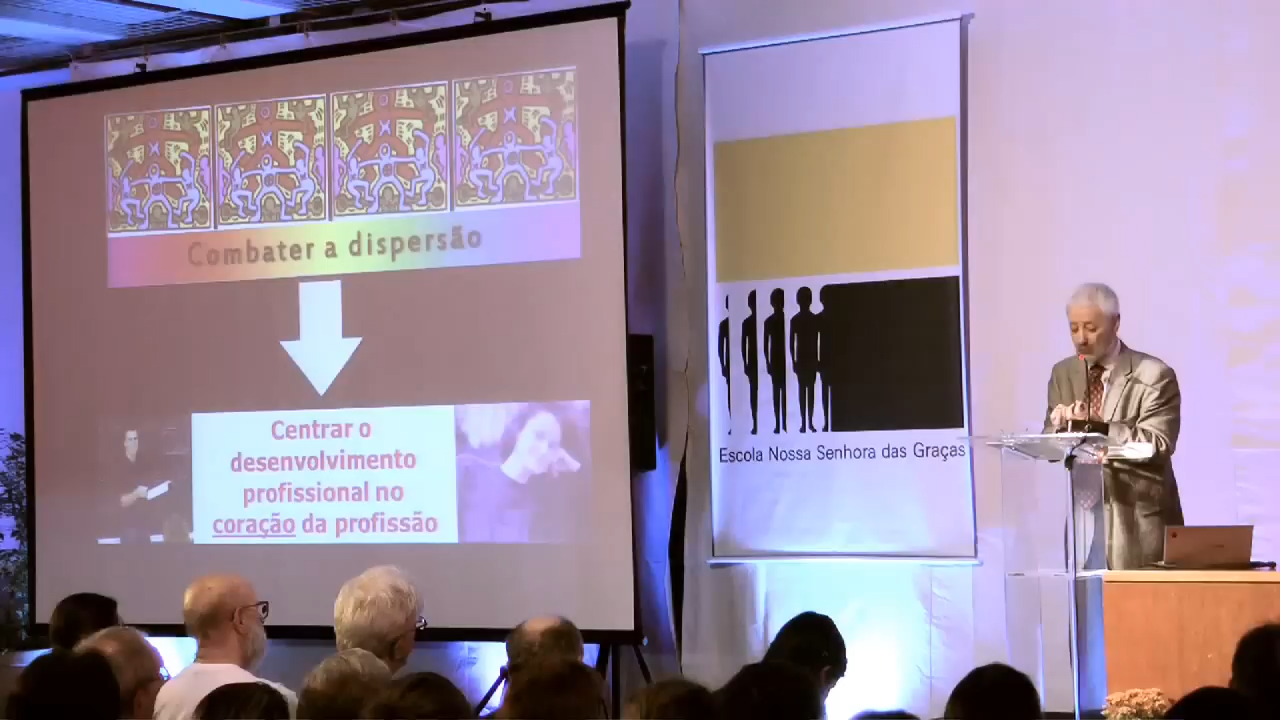 Combater a dispersão
Centrar o
desenvolvimento
profissional no
coração da profissão
Escola Nossa Senhora das Graças